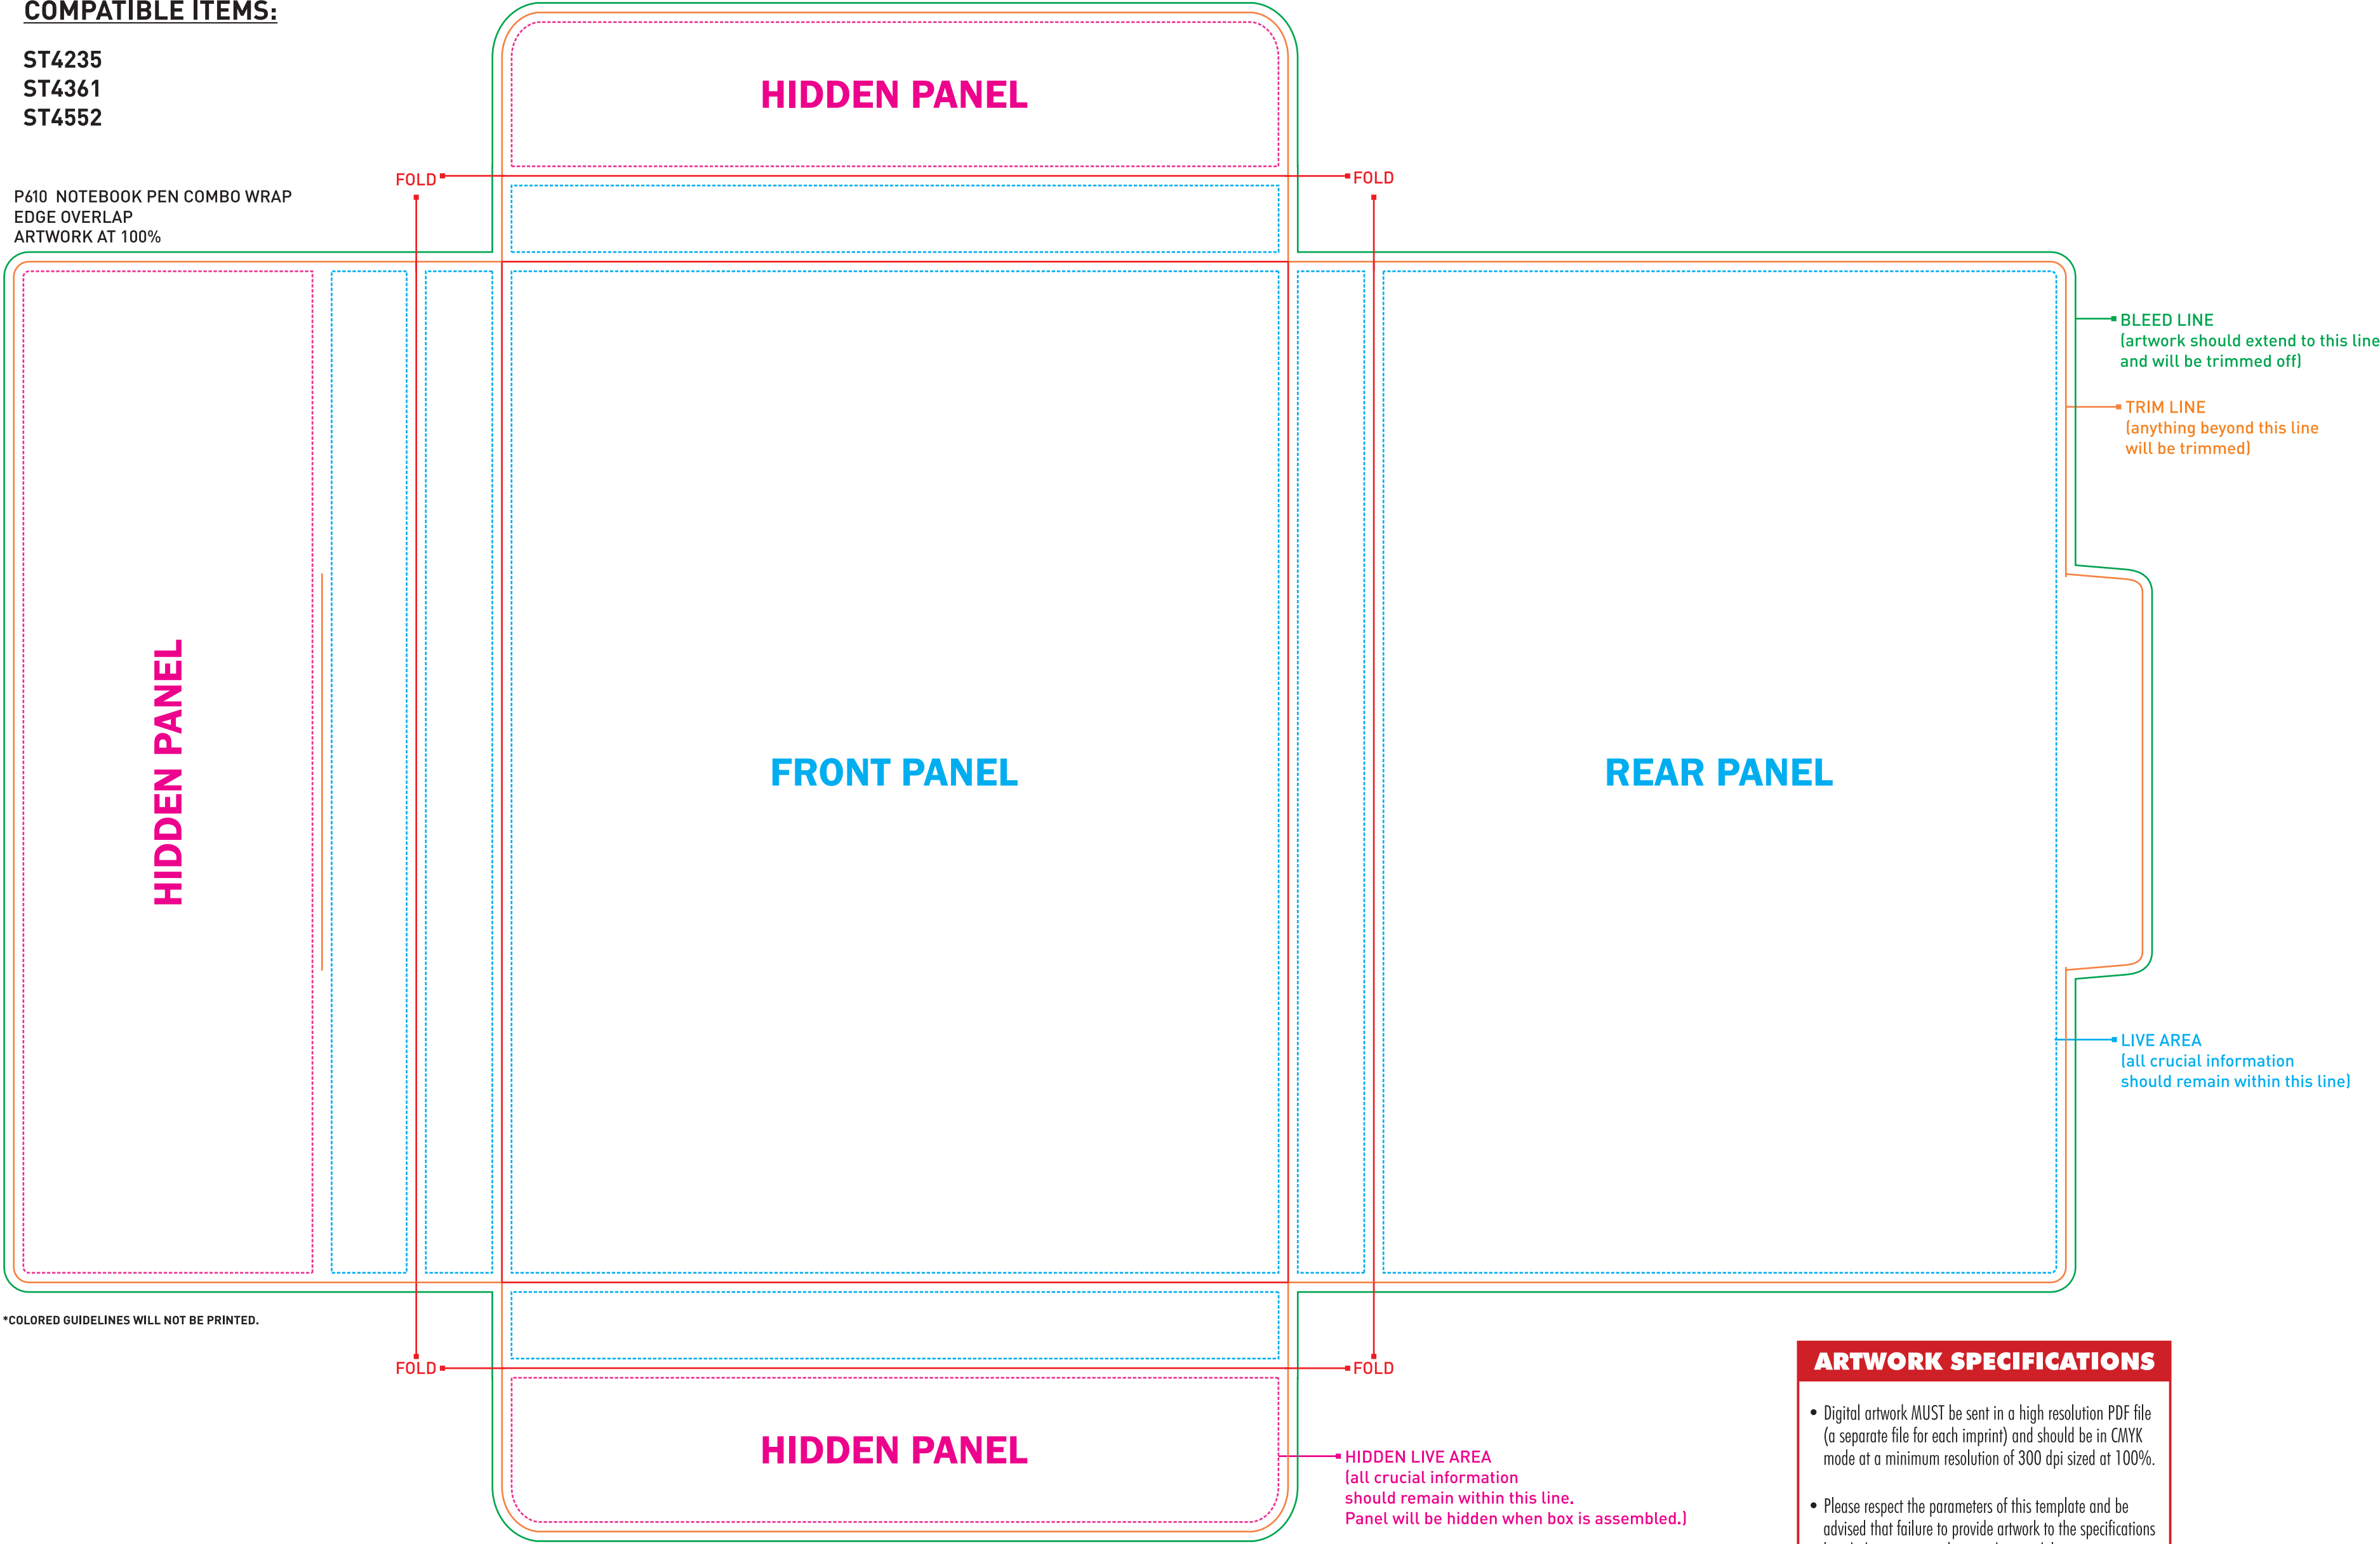 COMPATIBLE ITEMS:
ST4235
ST4361
ST4552
P610 NOTEBOOK PEN COMBO WRAP
EDGE OVERLAP
ARTWORK AT 100%
HIDDEN PANEL
FOLD
FOLD
HIDDEN PANEL
FRONT PANEL
REAR PANEL
BLEED LINE
(artwork should extend to this line
and will be trimmed off)
TRIM LINE
(anything beyond this line
will be trimmed)
LIVE AREA
(all crucial information
should remain within this line)
*COLORED GUIDELINES WILL NOT BE PRINTED.
FOLD
FOLD
HIDDEN PANEL
HIDDEN LIVE AREA
(all crucial information
should remain within this line.
Panel will be hidden when box is assembled.)
ARTWORK SPECIFICATIONS
• Digital artwork MUST be sent in a high resolution PDF file
(a separate file for each imprint) and should be in CMYK
mode at a minimum resolution of 300 dpi sized at 100%.
• Please respect the parameters of this template and be
advised that failure to provide artwork to the specifications